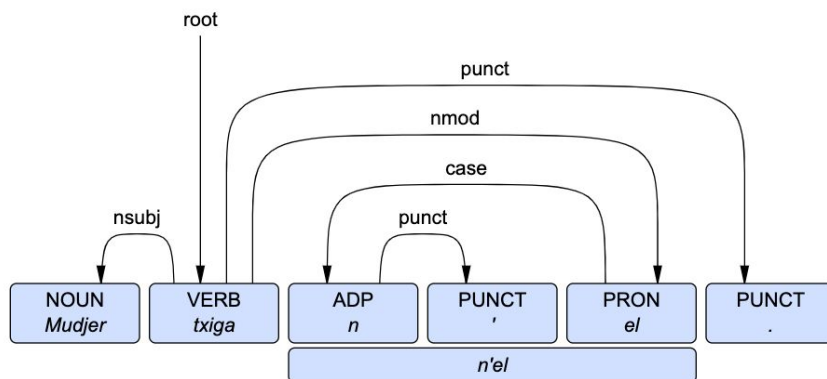 root
punct
nmod
case
nsubj punct
NOUN VERB ADP PUNCT PRON PUNCT
Mudjer txiga n ' el .
n'el